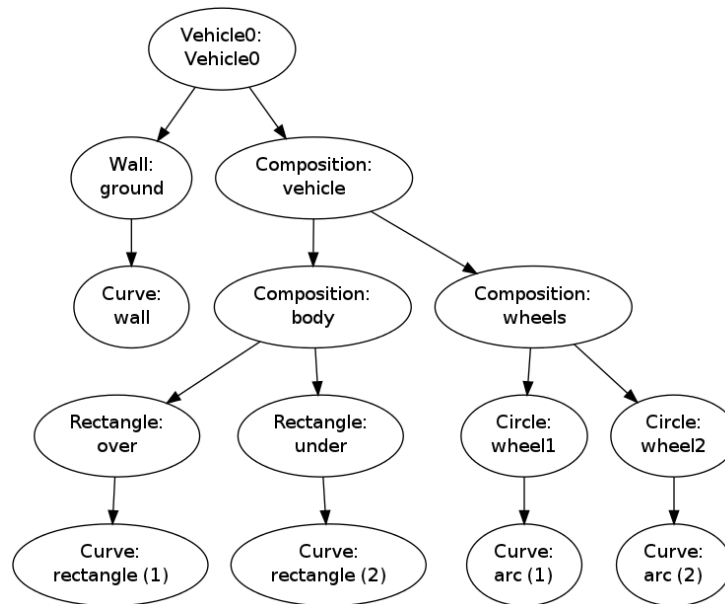 Vehicle0:
Vehicle0
Wall:
ground
Composition:
vehicle
Curve:
wall
Composition:
body
Composition:
wheels
Rectangle:
over
Rectangle:
under
Circle:
wheel1
Circle:
wheel2
Curve:
rectangle (1)
Curve:
rectangle (2)
Curve:
arc (1)
Curve:
arc (2)